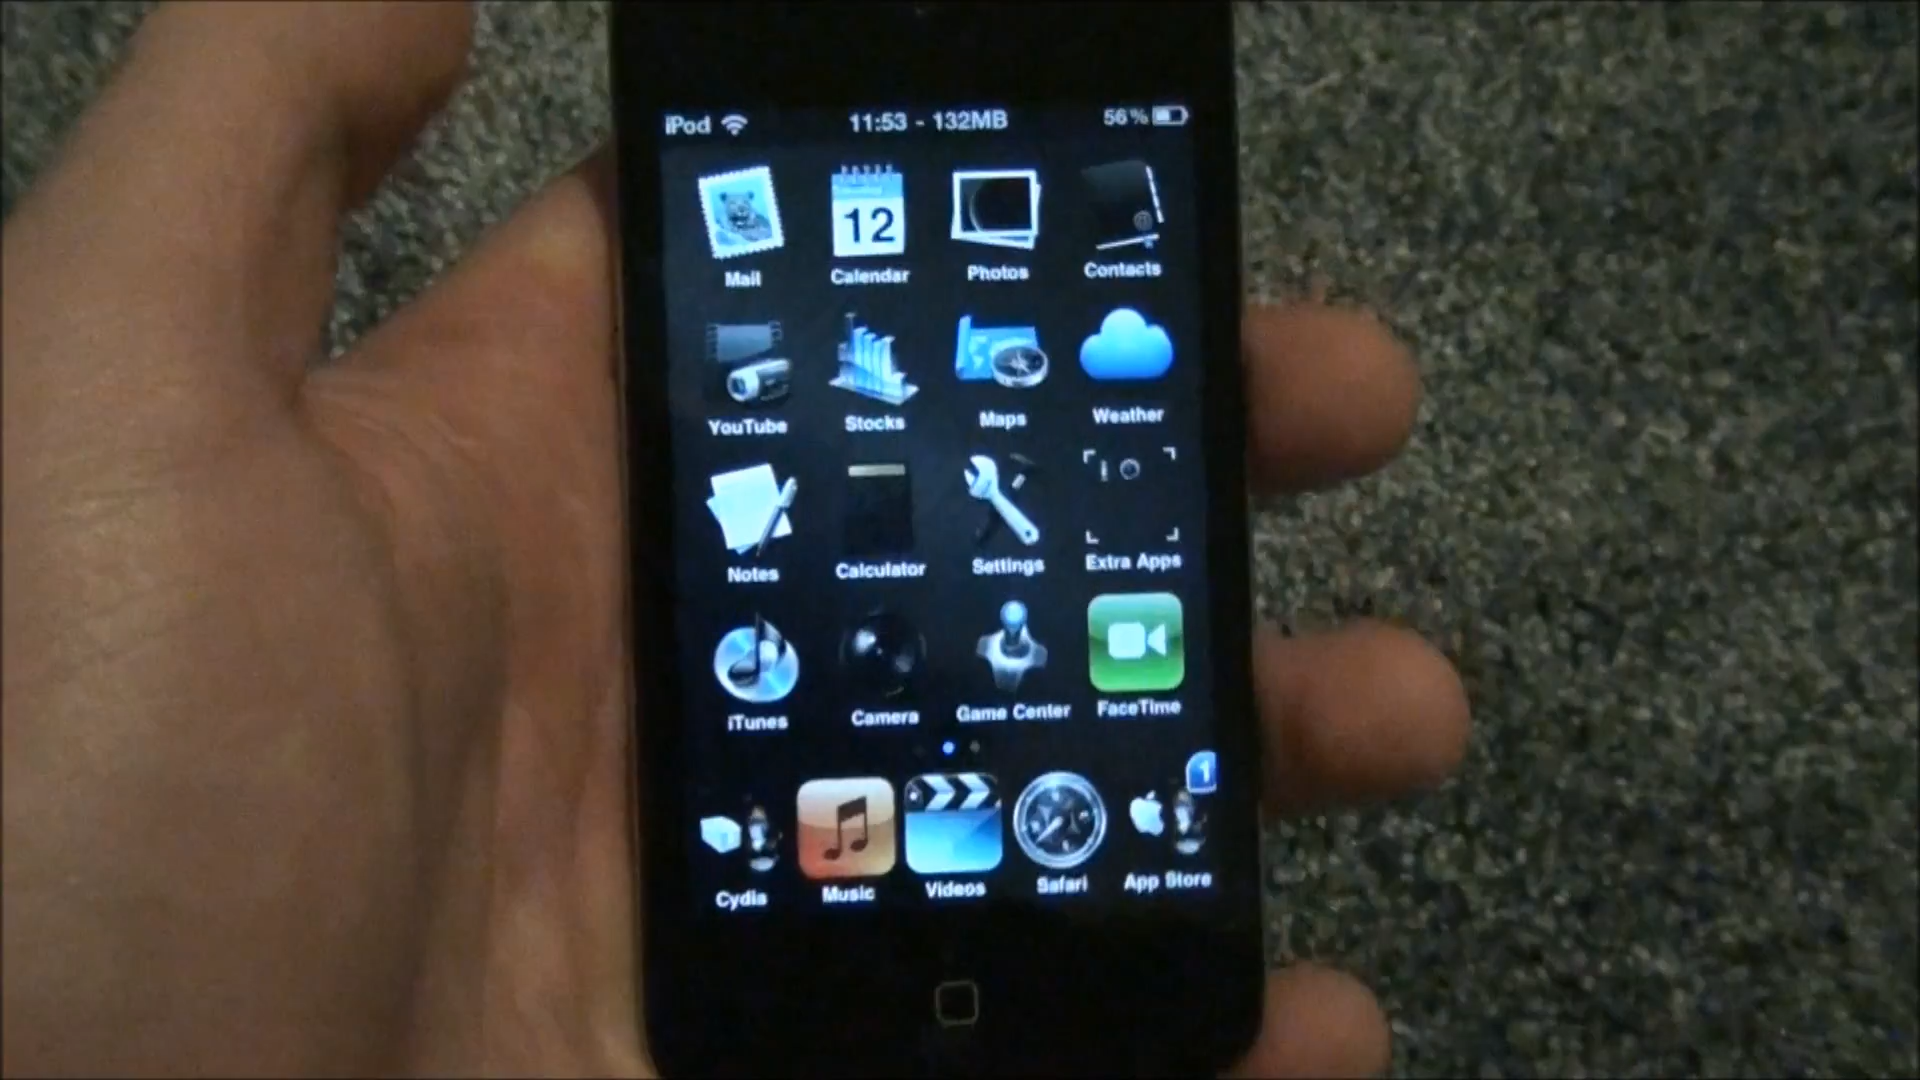 iPod 11:53 - 132MB 56%
12
Mail Calendar Photos Contacts
YouTube Stocks Maps Weather
Notes Calculator Settings Extra Apps
iTunes Camera Game Center FaceTime
1
Cydia Music Videos Safari App Store